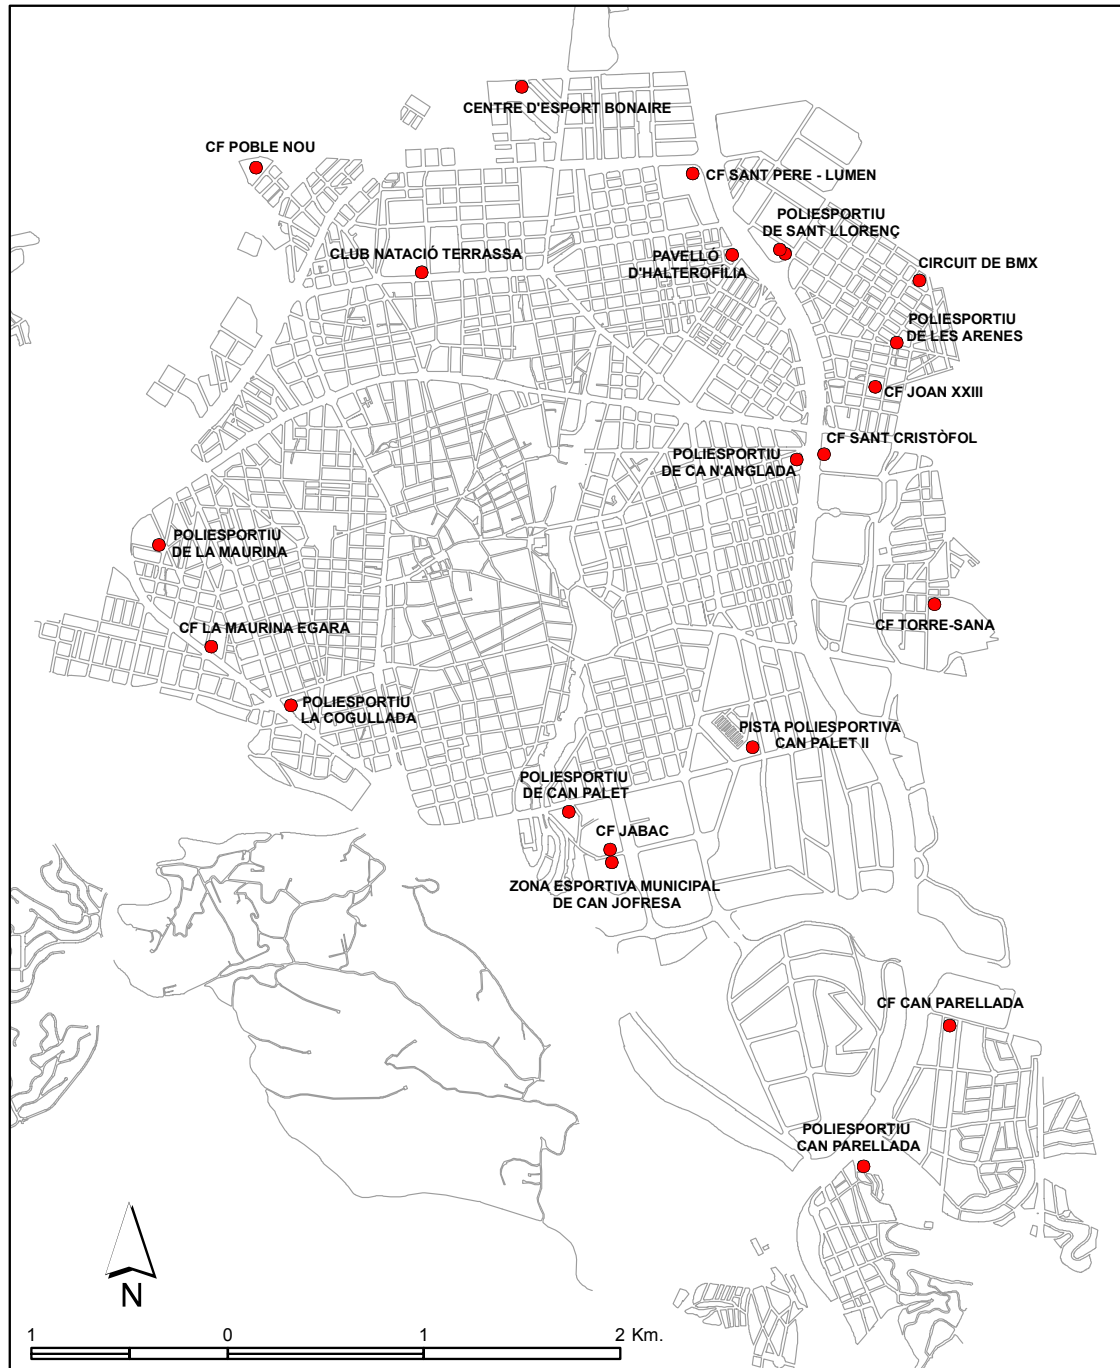 CENTRE D'ESPORT BONAIRE
CF POBLE NOU
CF SANT PERE - LUMEN
POLIESPORTIU
DE SANT LLORENÇ
CLUB NATACIÓ TERRASSA
PAVELLÓ
D'HALTEROFÍLIA
CIRCUIT DE BMX
POLIESPORTIU
DE LES ARENES
CF JOAN XXIII
CF SANT CRISTÒFOL
POLIESPORTIU
DE CA N'ANGLADA
POLIESPORTIU
DE LA MAURINA
CF LA MAURINA EGARA
CF TORRE-SANA
POLIESPORTIU
LA COGULLADA
PISTA POLIESPORTIVA
CAN PALET II
POLIESPORTIU
DE CAN PALET
CF JABAC
ZONA ESPORTIVA MUNICIPAL
DE CAN JOFRESA
CF CAN PARELLADA
POLIESPORTIU
CAN PARELLADA
N
1 0 1 2 Km.